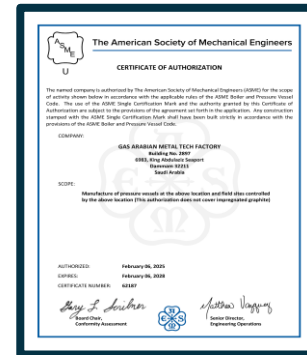 ASME
The American Society of Mechanical Engineers
U
CERTIFICATE OF AUTHORIZATION
The named company is authorized by The American Society of Mechanical Engineers (ASME) for the scope
of activity shown below in accordance with the applicable rules of the ASME Boiler and Pressure Vessel
Code. The use of the ASME Single Certification Mark and the authority granted by this Certificate of
Authorization are subject to the provisions of the agreement set forth in the application. Any construction
stamped with the ASME Single Certification Mark shall have been built strictly in accordance with the
provisions of the ASME Boiler and Pressure Vessel Code.
COMPANY:
GAS ARABIAN METAL TECH FACTORY
Building No. 2897
6383, King Abdulaziz Seaport
Dammam 32211
Saudi Arabia
SCOPE:
Manufacture of pressure vessels at the above location and field sites controlled
by the above location (This authorization does not cover impregnated graphite)
AUTHORIZED: February 06, 2025
EXPIRES: February 06, 2028
CERTIFICATE NUMBER: 62187
Board Chair,
Conformity Assessment
Senior Director,
Engineering Operations